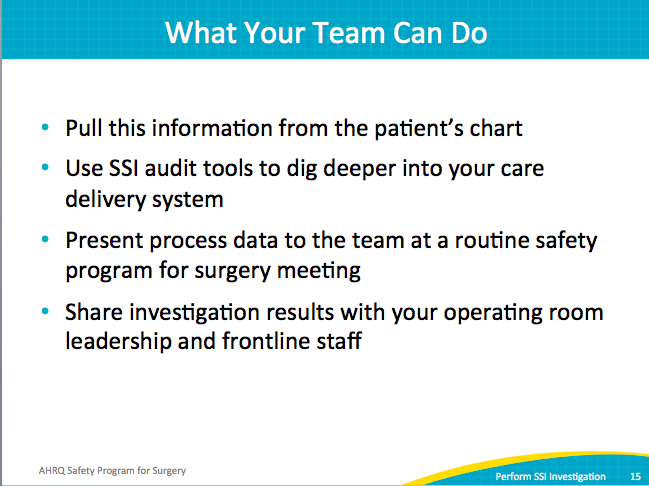 What Your Team Can Do
• Pull this information from the patient's chart
• Use SSI audit tools to dig deeper into your care
delivery system
• Present process data to the team at a routine safety
program for surgery meeting
• Share investigation results with your operating room
leadership and frontline staff
AHRQ Safety Program for Surgery
Perform SSI Investigation 15